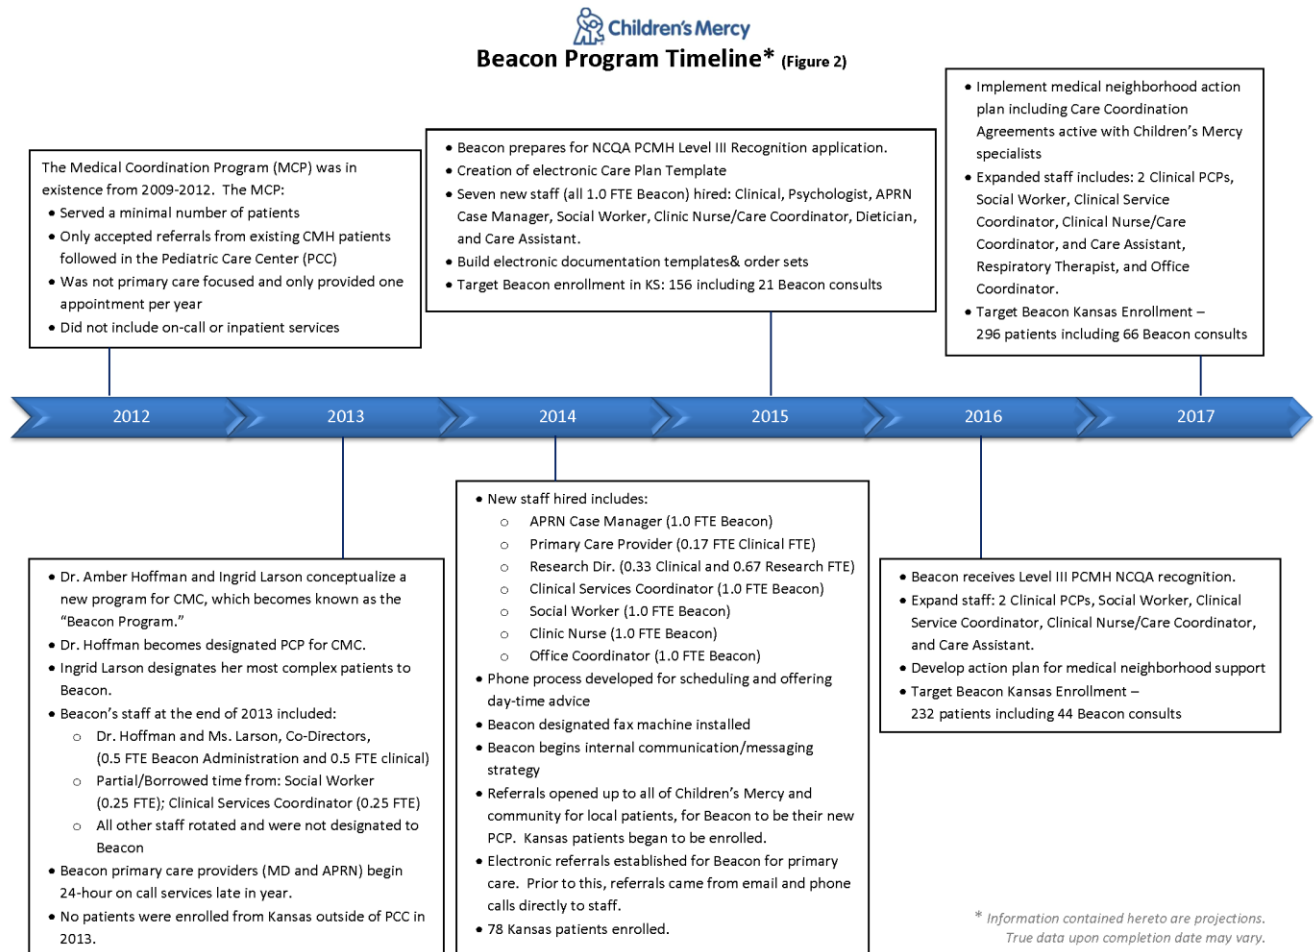 Children's Mercy
Beacon Program Timeline* (Figure 2)
The Medical Coordination Program (MCP) was in
existence from 2009-2012. The MCP:
• Served a minimal number of patients
• Only accepted referrals from existing CMH patients
followed in the Pediatric Care Center (PCC)
• Was not primary care focused and only provided one
appointment per year
• Did not include on-call or inpatient services
• Beacon prepares for NCQA PCMH Level III Recognition application.
• Creation of electronic Care Plan Template
• Seven new staff (all 1.0 FTE Beacon) hired: Clinical, Psychologist, APRN
Case Manager, Social Worker, Clinic Nurse/Care Coordinator, Dietician,
and Care Assistant.
• Build electronic documentation templates& order sets
• Target Beacon enrollment in KS: 156 including 21 Beacon consults
• Implement medical neighborhood action
plan including Care Coordination
Agreements active with Children's Mercy
specialists
• Expanded staff includes: 2 Clinical PCPs,
Social Worker, Clinical Service
Coordinator, Clinical Nurse/Care
Coordinator, and Care Assistant,
Respiratory Therapist, and Office
Coordinator.
• Target Beacon Kansas Enrollment –
296 patients including 66 Beacon consults
2012 2013 2014 2015 2016 2017
• Dr. Amber Hoffman and Ingrid Larson conceptualize a
new program for CMC, which becomes known as the
"Beacon Program."
• Dr. Hoffman becomes designated PCP for CMC.
• Ingrid Larson designates her most complex patients to
Beacon.
• Beacon's staff at the end of 2013 included:
o Dr. Hoffman and Ms. Larson, Co-Directors,
(0.5 FTE Beacon Administration and 0.5 FTE clinical)
o Partial/Borrowed time from: Social Worker
(0.25 FTE); Clinical Services Coordinator (0.25 FTE)
o All other staff rotated and were not designated to
Beacon
• Beacon primary care providers (MD and APRN) begin
24-hour on call services late in year.
• No patients were enrolled from Kansas outside of PCC in
2013.
• New staff hired includes:
o APRN Case Manager (1.0 FTE Beacon)
o Primary Care Provider (0.17 FTE Clinical FTE)
o Research Dir. (0.33 Clinical and 0.67 Research FTE)
o Clinical Services Coordinator (1.0 FTE Beacon)
o Social Worker (1.0 FTE Beacon)
o Clinic Nurse (1.0 FTE Beacon)
o Office Coordinator (1.0 FTE Beacon)
• Phone process developed for scheduling and offering
day-time advice
• Beacon designated fax machine installed
• Beacon begins internal communication/messaging
strategy
• Referrals opened up to all of Children's Mercy and
community for local patients, for Beacon to be their new
PCP. Kansas patients began to be enrolled.
• Electronic referrals established for Beacon for primary
care. Prior to this, referrals came from email and phone
calls directly to staff.
• 78 Kansas patients enrolled.
• Beacon receives Level III PCMH NCQA recognition.
• Expand staff: 2 Clinical PCPs, Social Worker, Clinical
Service Coordinator, Clinical Nurse/Care Coordinator,
and Care Assistant.
• Develop action plan for medical neighborhood support
• Target Beacon Kansas Enrollment –
232 patients including 44 Beacon consults
* Information contained hereto are projections.
True data upon completion date may vary.